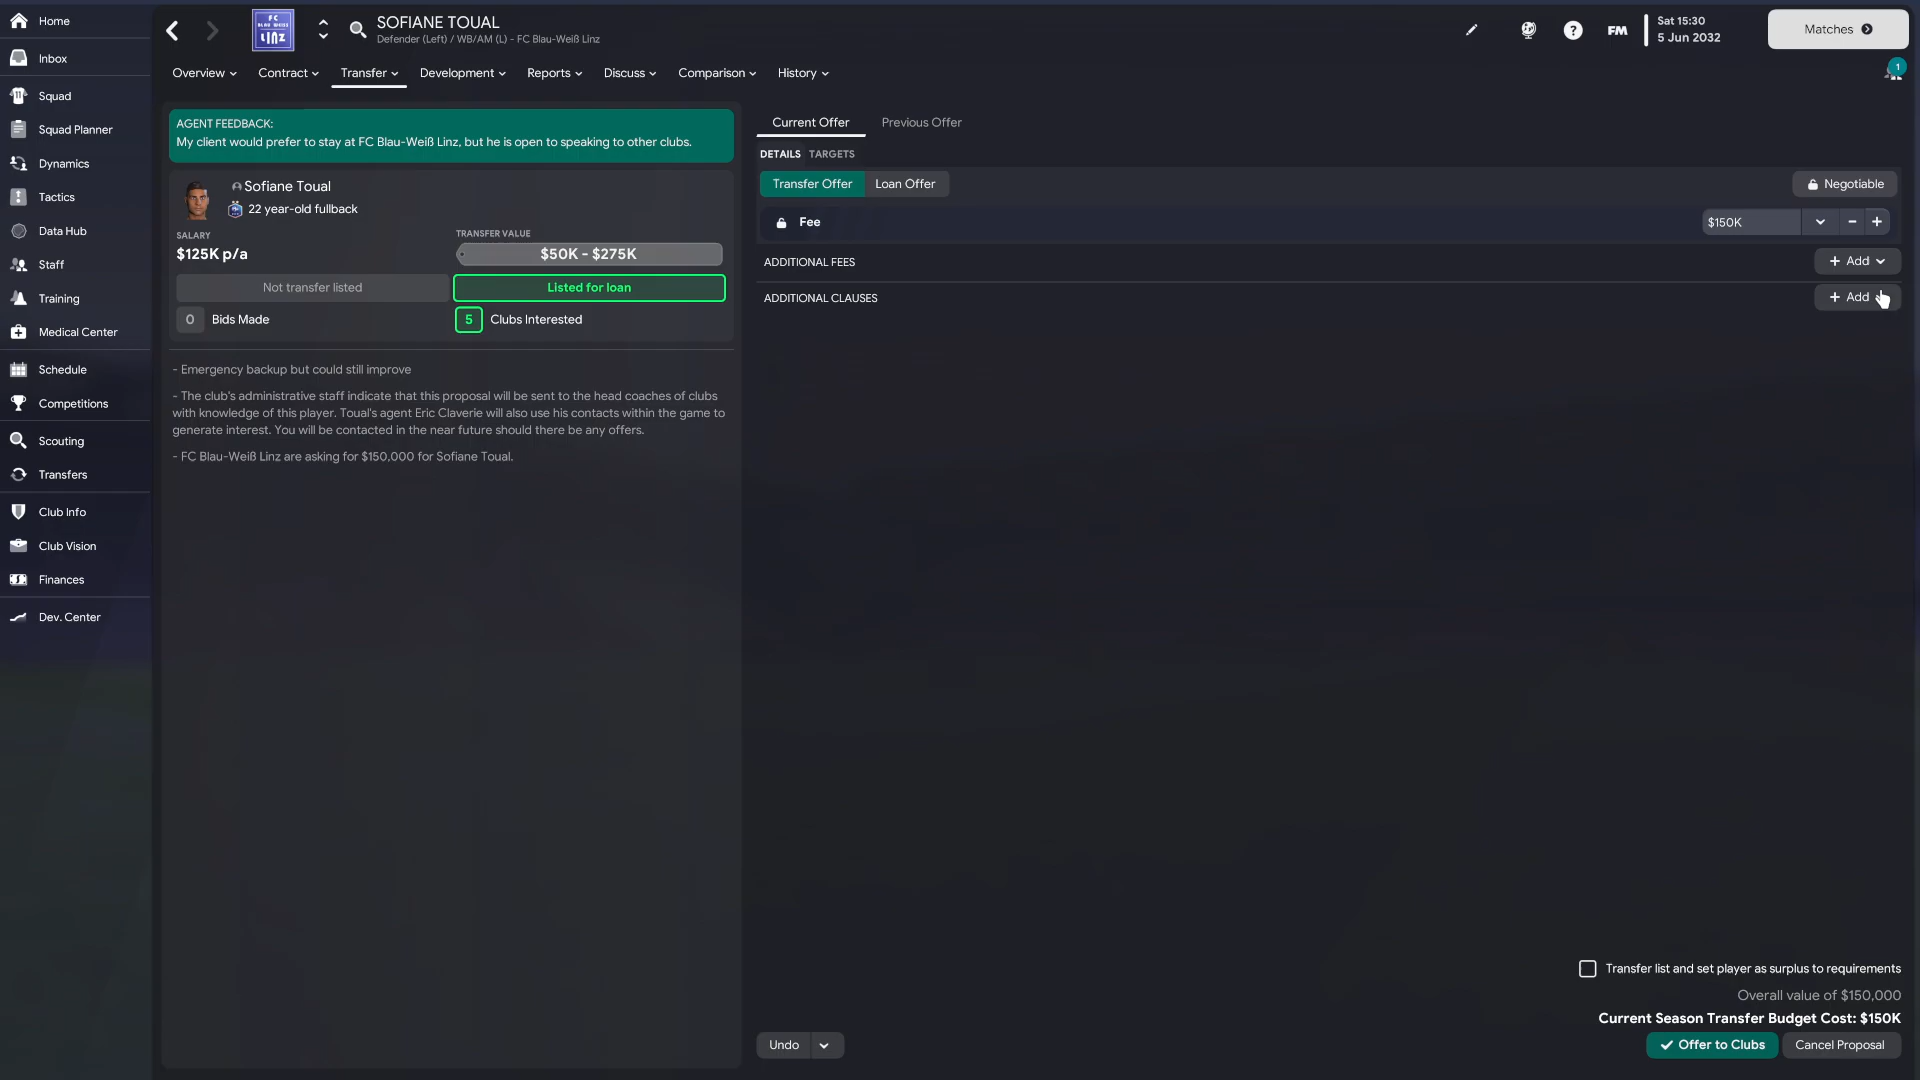 Home
Inbox
Squad
Squad Planner
Dynamics
Tactics
Data Hub
Staff
Training
Medical Center
Schedule
Competitions
Scouting
Transfers
Club Info
Club Vision
Finances
Dev. Center
FC
BLAU WEISS
LINZ
SOFIANE TOUAL
Defender (Left) / WB/AM (L) - FC Blau-Weiß Linz
?
FM
Sat 15:30
5 Jun 2032
Matches
Overview
Contract
Transfer
Development
Reports
Discuss
Comparison
History
1
AGENT FEEDBACK:
My client would prefer to stay at FC Blau-Weiß Linz, but he is open to speaking to other clubs.
Sofiane Toual
22 year-old fullback
SALARY
$125K p/a
TRANSFER VALUE
$50K - $275K
Not transfer listed
Listed for loan
0 Bids Made
5 Clubs Interested
- Emergency backup but could still improve
- The club's administrative staff indicate that this proposal will be sent to the head coaches of clubs
with knowledge of this player. Toual's agent Eric Claverie will also use his contacts within the game to
generate interest. You will be contacted in the near future should there be any offers.
- FC Blau-Weiß Linz are asking for $150,000 for Sofiane Toual.
Current Offer
Previous Offer
DETAILS
TARGETS
Transfer Offer
Loan Offer
Negotiable
Fee
$150K
ADDITIONAL FEES
+ Add
ADDITIONAL CLAUSES
+ Add
Transfer list and set player as surplus to requirements
Overall value of $150,000
Current Season Transfer Budget Cost: $150K
Undo
Offer to Clubs
Cancel Proposal